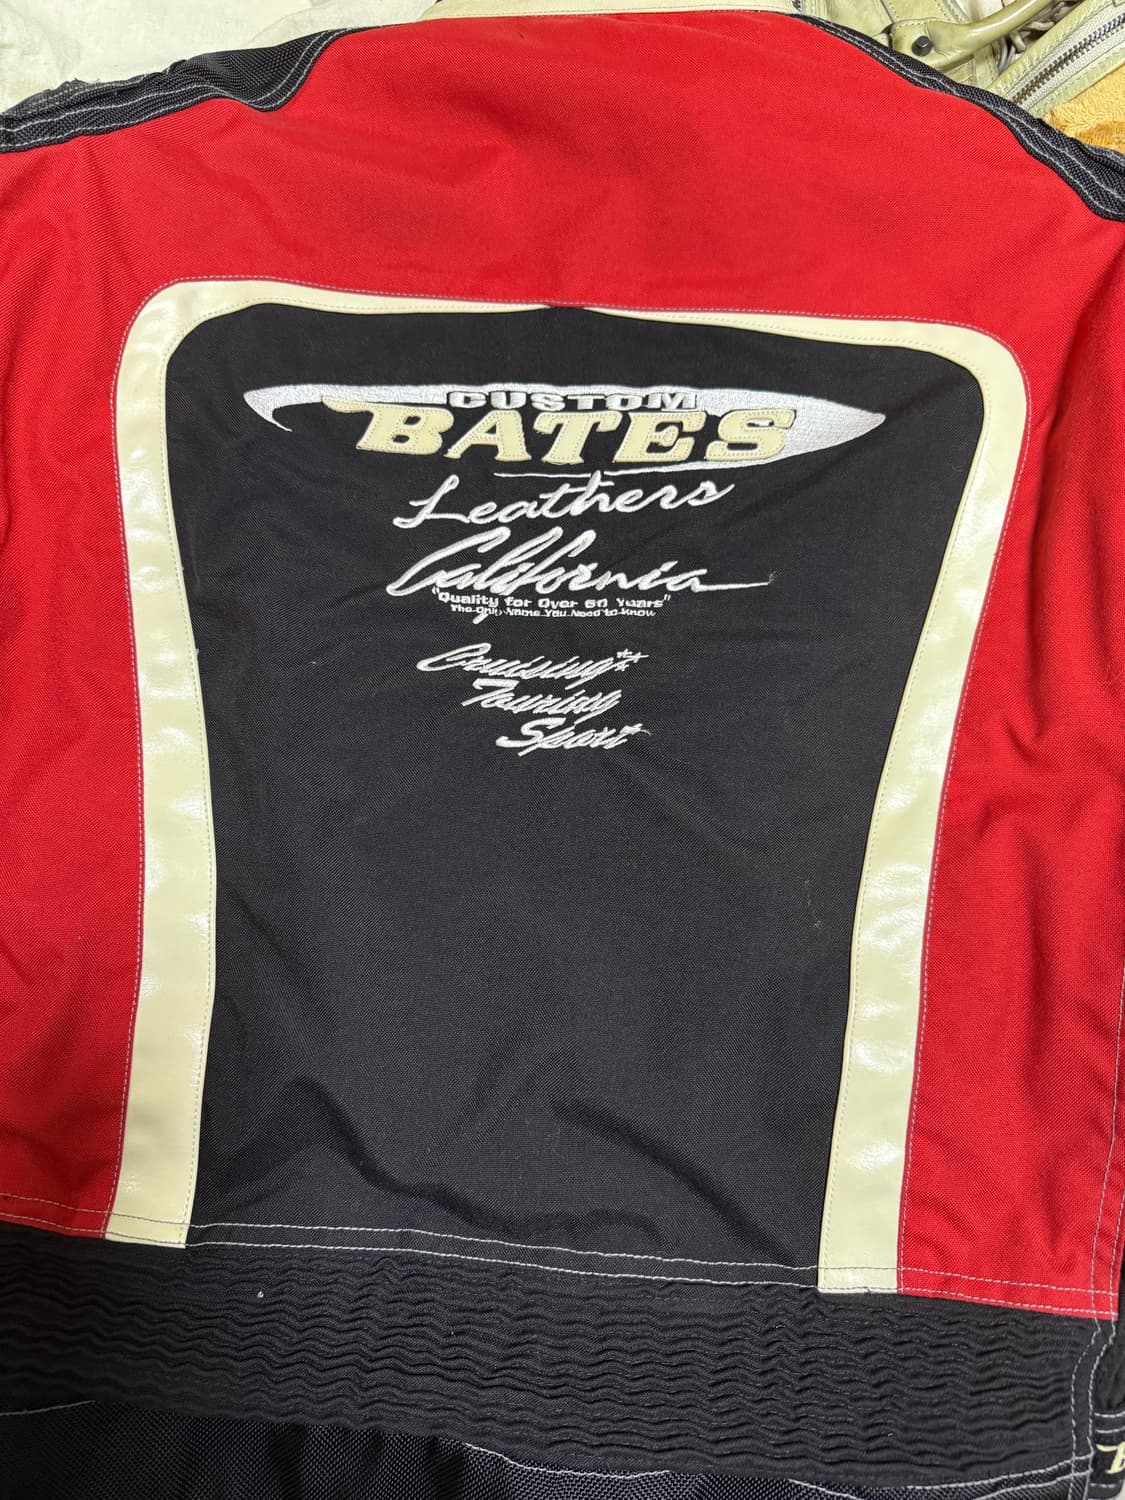 CUSTOM
BATES
Leathers
California
"Quality for Over 60 Years"
The Only Name You Need to Know
Cruising
Touring
Sport